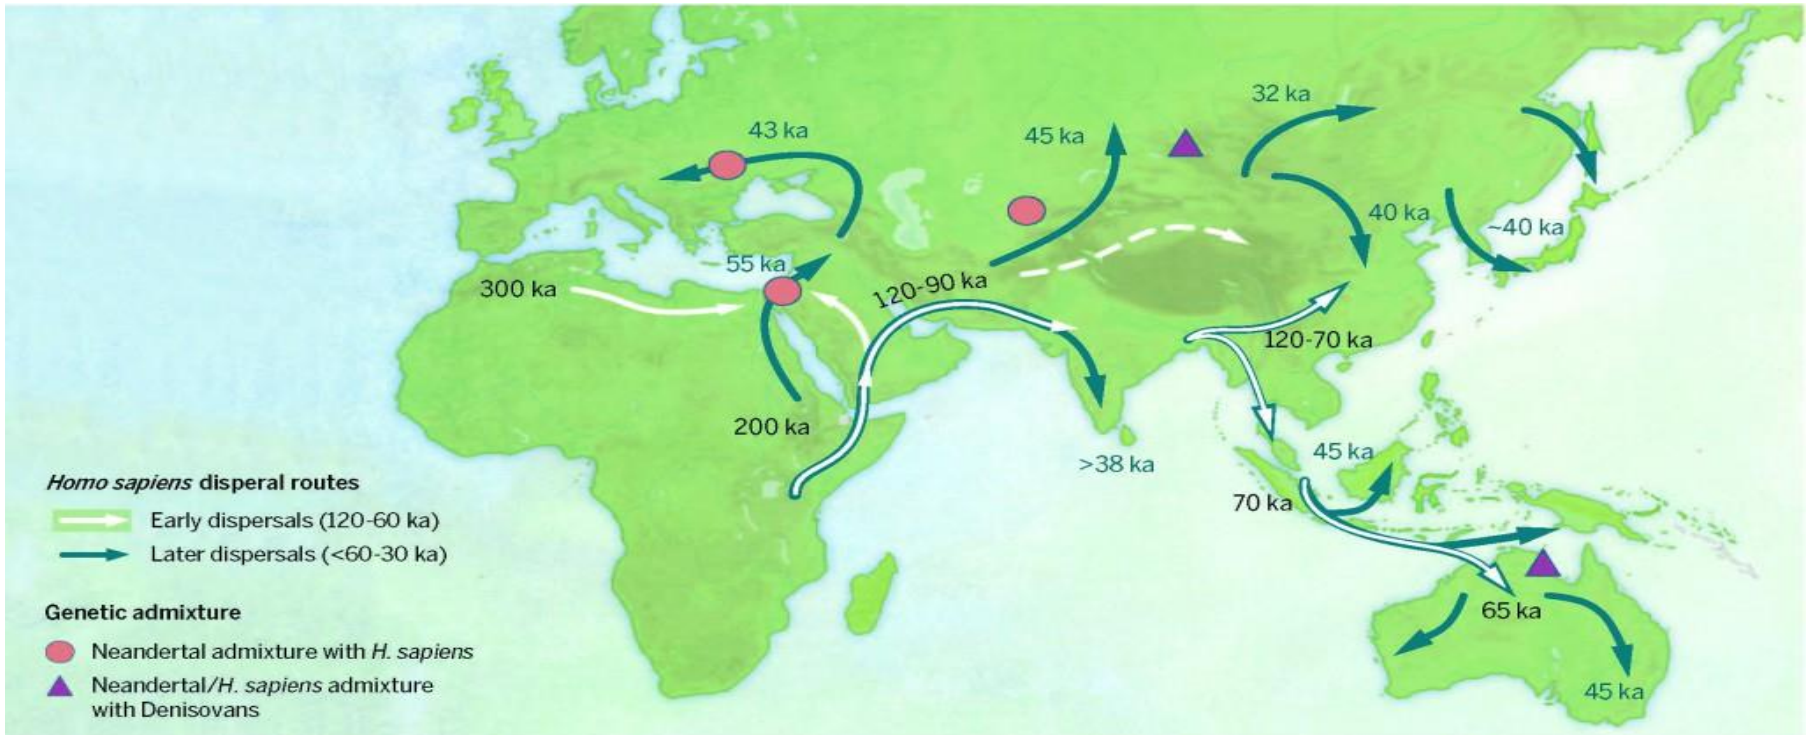 32 ka
43 ka
45 ka
40 ka
~40 ka
55 ka
300 ka
120-90 ka
120-70 ka
200 ka
>38 ka
45 ka
70 ka
65 ka
45 ka
Homo sapiens disperal routes
Early dispersals (120-60 ka)
Later dispersals (<60-30 ka)
Genetic admixture
Neandertal admixture with H. sapiens
Neandertal/H. sapiens admixture
with Denisovans